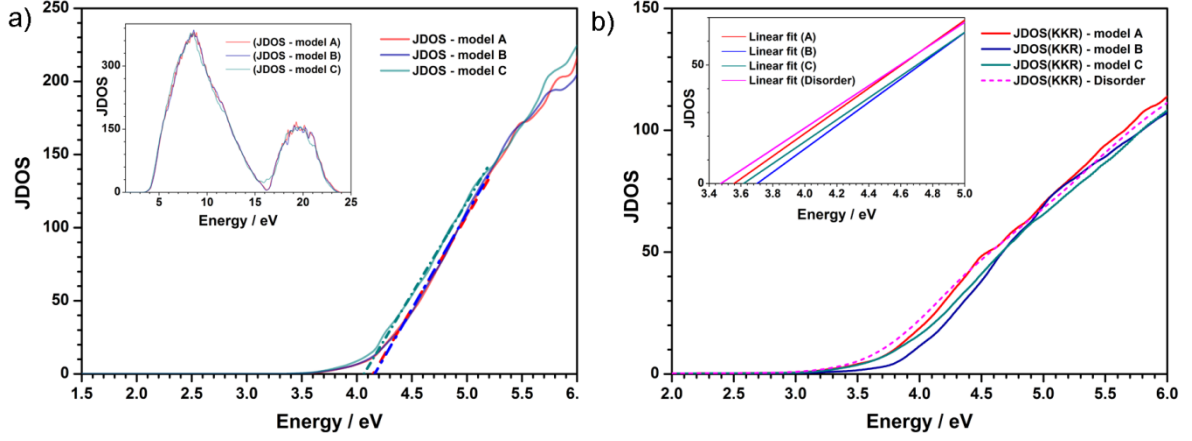 a)
JDOS
250
200
150
100
50
0
1.5 2.0 2.5 3.0 3.5 4.0 4.5 5.0 5.5 6.
Energy / eV
JDOS - model A
JDOS - model B
JDOS - model C
JDOS
300
150
0
5 10 15 20 25
Energy / eV
(JDOS - model A)
(JDOS - model B)
(JDOS - model C)
b)
JDOS
150
100
50
0
2.0 2.5 3.0 3.5 4.0 4.5 5.0 5.5 6.0
Energy / eV
JDOS(KKR) - model A
JDOS(KKR) - model B
JDOS(KKR) - model C
JDOS(KKR) - Disorder
JDOS
50
0
3.4 3.6 3.8 4.0 4.2 4.4 4.6 4.8 5.0
Energy / eV
Linear fit (A)
Linear fit (B)
Linear fit (C)
Linear fit (Disorder)